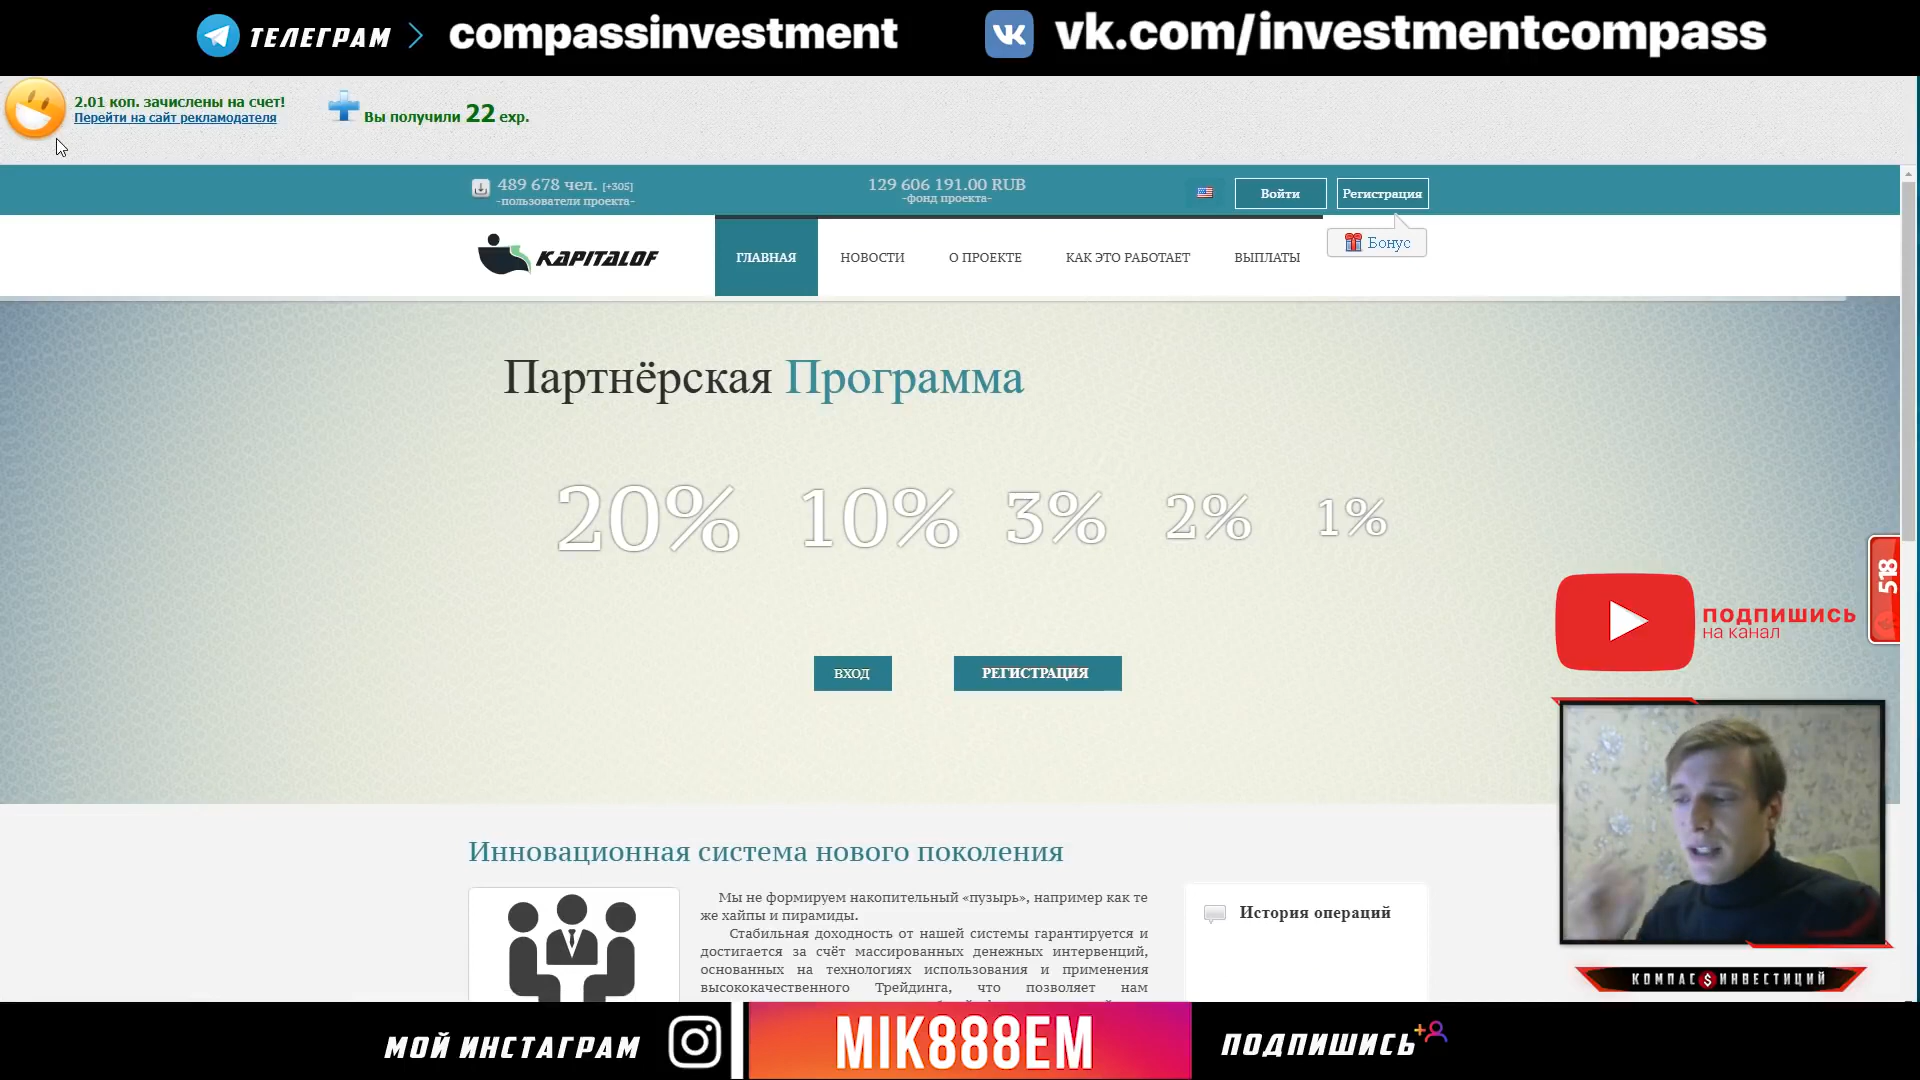 ТЕЛЕГРАМ
compassinvestment
vk.com/investmentcompass
2.01 коп. зачислены на счет!
Перейти на сайт рекламодателя
Вы получили 22 exp.
489 678 чел. [+305]
-пользователи проекта-
129 606 191.00 RUB
-фонд проекта-
Войти
Регистрация
Бонус
KAPITALOF
ГЛАВНАЯ
НОВОСТИ
О ПРОЕКТЕ
КАК ЭТО РАБОТАЕТ
ВЫПЛАТЫ
Партнёрская Программа
20% 10% 3% 2% 1%
518
ПОДПИШИСЬ
на канал
ВХОД
РЕГИСТРАЦИЯ
Инновационная система нового поколения
Мы не формируем накопительный «пузырь», например как те
же хайпы и пирамиды.
Стабильная доходность от нашей системы гарантируется и
достигается за счёт массированных денежных интервенций,
основанных на технологиях использования и применения
высококачественного Трейдинга, что позволяет нам
История операций
КОМПАС $ ИНВЕСТИЦИЙ
МОЙ ИНСТАГРАМ
MIK888EM
ПОДПИШИСЬ